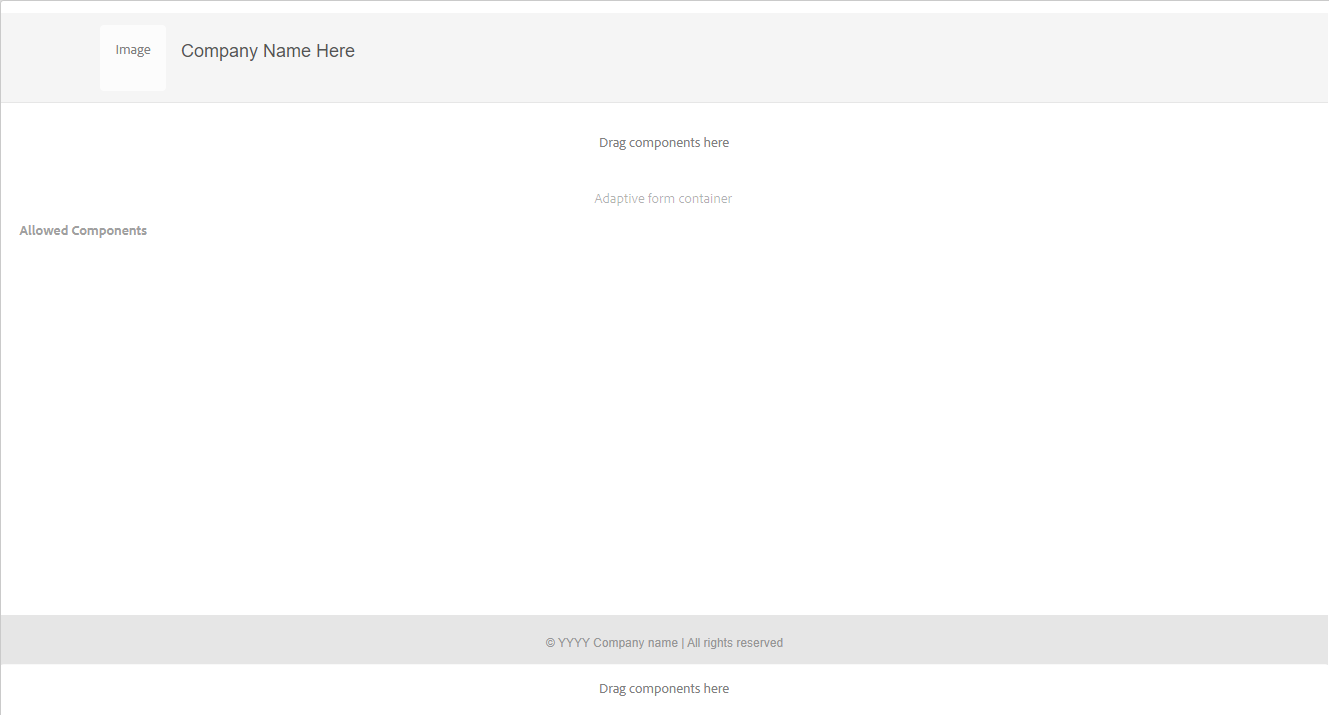 Image
Company Name Here
Drag components here
Adaptive form container
Allowed Components
© YYYY Company name | All rights reserved
Drag components here